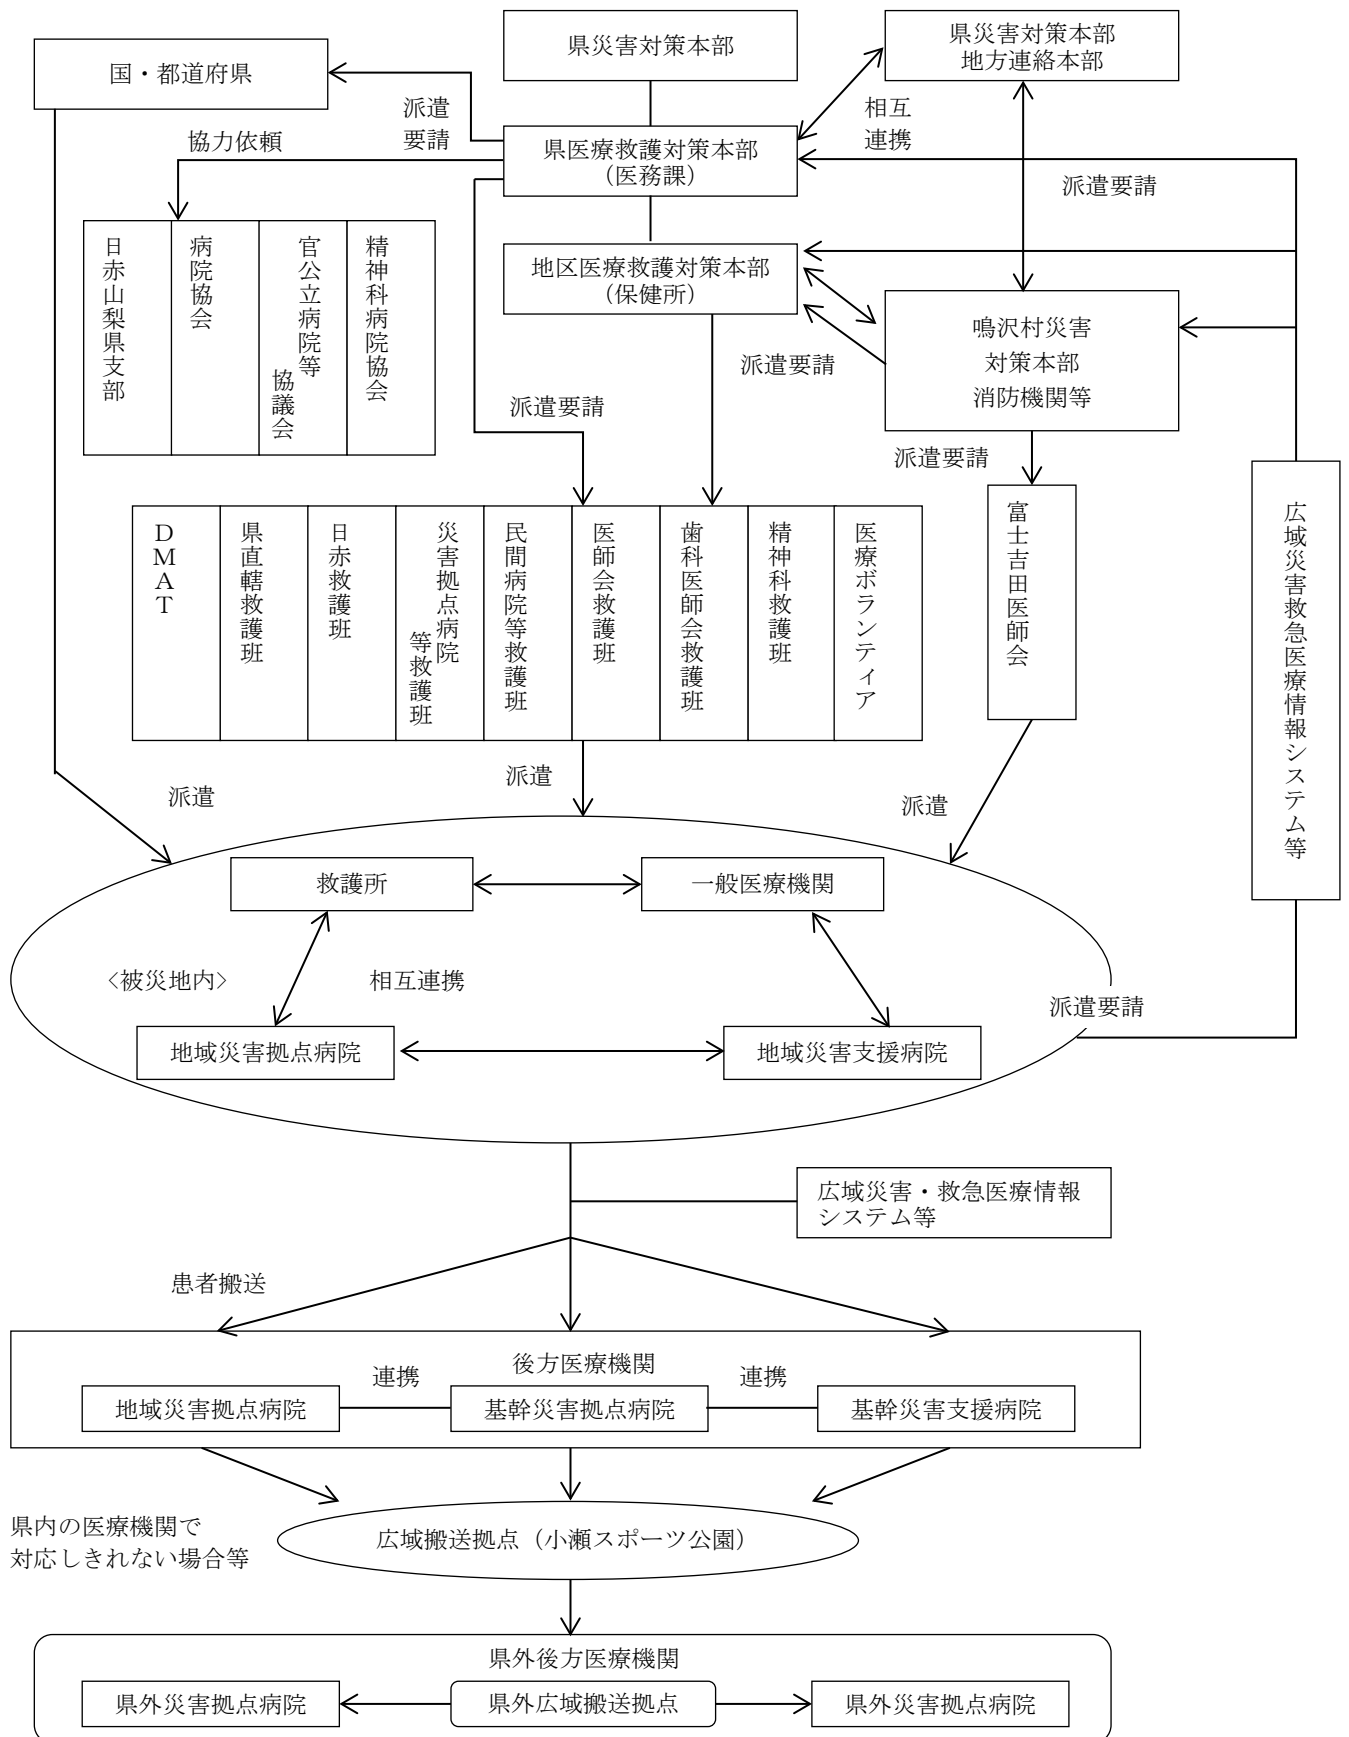 県災害対策本部
県災害対策本部
地方連絡本部
国・都道府県
派遣
要請
相互
連携
協力依頼
県医療救護対策本部
（医務課）
派遣要請
日赤山梨県支部
病院協会
官公立病院等
協議会
精神科病院協会
地区医療救護対策本部
（保健所）
鳴沢村災害
対策本部
消防機関等
派遣要請
派遣要請
派遣要請
DMAT
県直轄救護班
日赤救護班
災害拠点病院
等救護班
民間病院等救護班
医師会救護班
歯科医師会救護班
精神科救護班
医療ボランティア
富士吉田医師会
広域災害救急医療情報システム等
派遣
派遣
派遣
救護所
一般医療機関
〈被災地内〉
相互連携
派遣要請
地域災害拠点病院
地域災害支援病院
広域災害・救急医療情報
システム等
患者搬送
後方医療機関
連携
連携
地域災害拠点病院
基幹災害拠点病院
基幹災害支援病院
県内の医療機関で
対応しきれない場合等
広域搬送拠点（小瀬スポーツ公園）
県外後方医療機関
県外災害拠点病院
県外広域搬送拠点
県外災害拠点病院